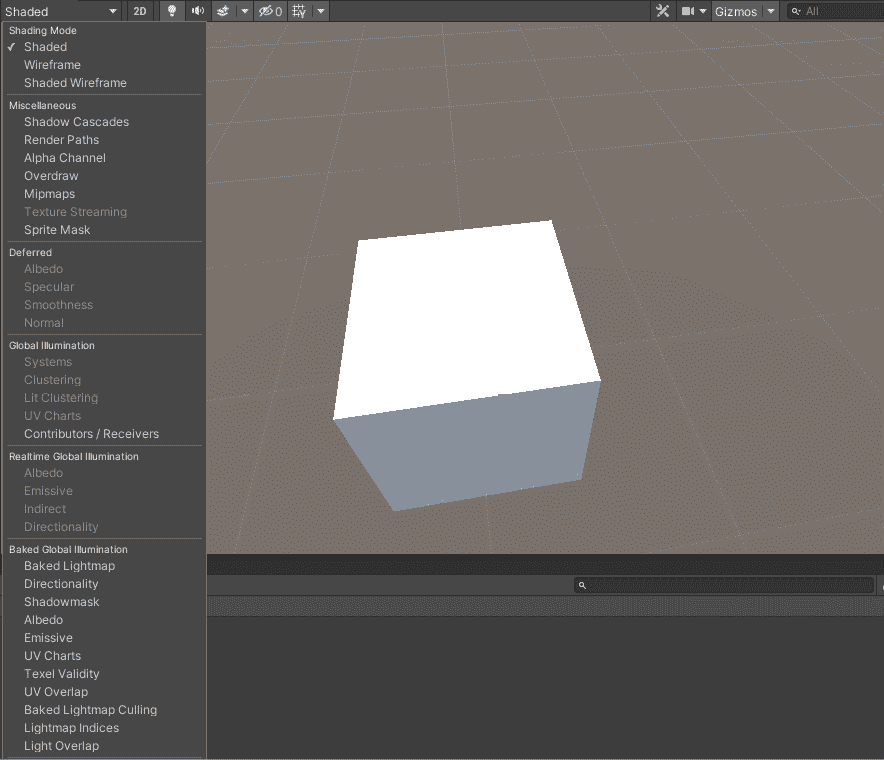 Shaded
2D
0
Gizmos
All
Shading Mode
Shaded
Wireframe
Shaded Wireframe
Miscellaneous
Shadow Cascades
Render Paths
Alpha Channel
Overdraw
Mipmaps
Texture Streaming
Sprite Mask
Deferred
Albedo
Specular
Smoothness
Normal
Global Illumination
Systems
Clustering
Lit Clustering
UV Charts
Contributors / Receivers
Realtime Global Illumination
Albedo
Emissive
Indirect
Directionality
Baked Global Illumination
Baked Lightmap
Directionality
Shadowmask
Albedo
Emissive
UV Charts
Texel Validity
UV Overlap
Baked Lightmap Culling
Lightmap Indices
Light Overlap